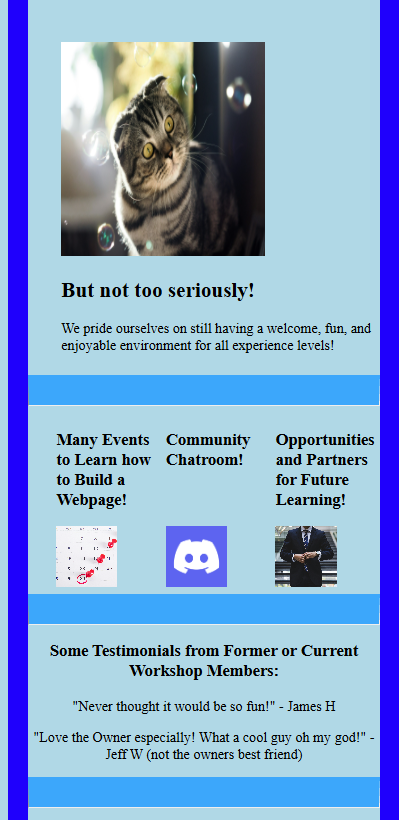 But not too seriously!
We pride ourselves on still having a welcome, fun, and
enjoyable environment for all experience levels!
Many Events
to Learn how
to Build a
Webpage!
Community
Chatroom!
Opportunities
and Partners
for Future
Learning!
Some Testimonials from Former or Current
Workshop Members:
"Never thought it would be so fun!" - James H
"Love the Owner especially! What a cool guy oh my god!" -
Jeff W (not the owners best friend)